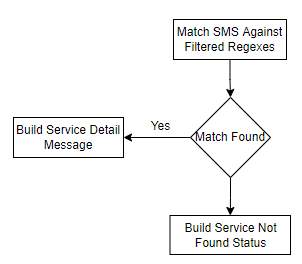 Match SMS Against
Filtered Regexes
Yes
Build Service Detail
Message
Match Found
Build Service Not
Found Status